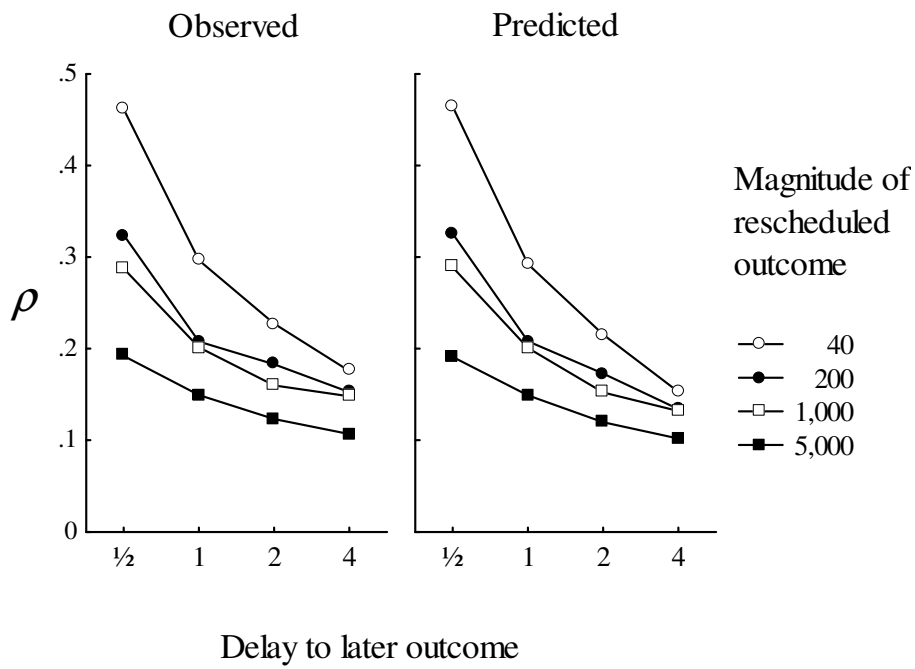 Observed
Predicted
.5
.4
.3
.2
.1
0
ρ
½ 1 2 4
½ 1 2 4
Delay to later outcome
Magnitude of
rescheduled
outcome
40
200
1,000
5,000